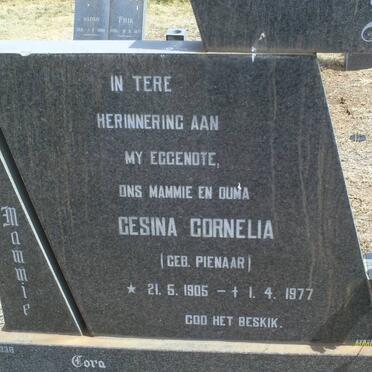 ERIK
IN TERE
HERINNERING AAN
MY EGGENOTE,
ONS MAMMIE EN OUMA
GESINA CORNELIA
(GEB. PIENAAR)
* 21. 5. 1905 - † 1. 4. 1977
GOD HET BESKIK.
Mammie
Cora